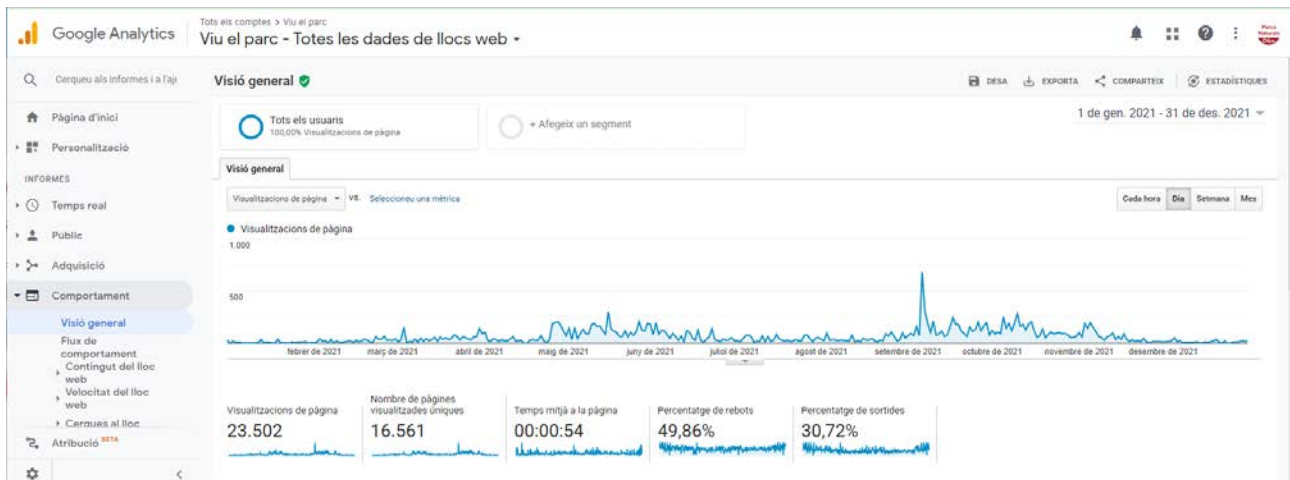 Google Analytics
Tots els comptes > Viu el parc
Viu el parc - Totes les dades de llocs web
Cerqueu als informes i a l'aju
Visió general
DESA
EXPORTA
COMPARTEIX
ESTADÍSTIQUES
Pàgina d'inici
Personalització
INFORMES
Temps real
Públic
Adquisició
Comportament
Visió general
Flux de
comportament
Contingut del lloc
web
Velocitat del lloc
web
Cerques al lloc
Atribució BETA
Tots els usuaris
100,00% Visualitzacions de pàgina
+ Afegeix un segment
1 de gen. 2021 - 31 de des. 2021
Visió general
Visualitzacions de pàgina VS. Seleccioneu una mètrica
Cada hora Dia Setmana Mes
Visualitzacions de pàgina
1.000
500
febrer de 2021 març de 2021 abril de 2021 maig de 2021 juny de 2021 juliol de 2021 agost de 2021 setembre de 2021 octubre de 2021 novembre de 2021 desembre de 2021
Visualitzacions de pàgina
23.502
Nombre de pàgines
visualitzades úniques
16.561
Temps mitjà a la pàgina
00:00:54
Percentatge de rebots
49,86%
Percentatge de sortides
30,72%